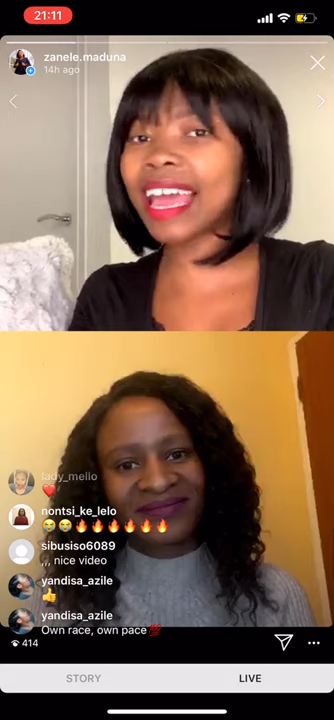 21:11
zanele.maduna
14h ago
lady_mello
❤️
nontsi_ke_lelo
😭😭🔥🔥🔥🔥🔥🔥
sibusiso6089
,,, nice video
yandisa_azile
👍
yandisa_azile
Own race, own pace💯
414
STORY LIVE